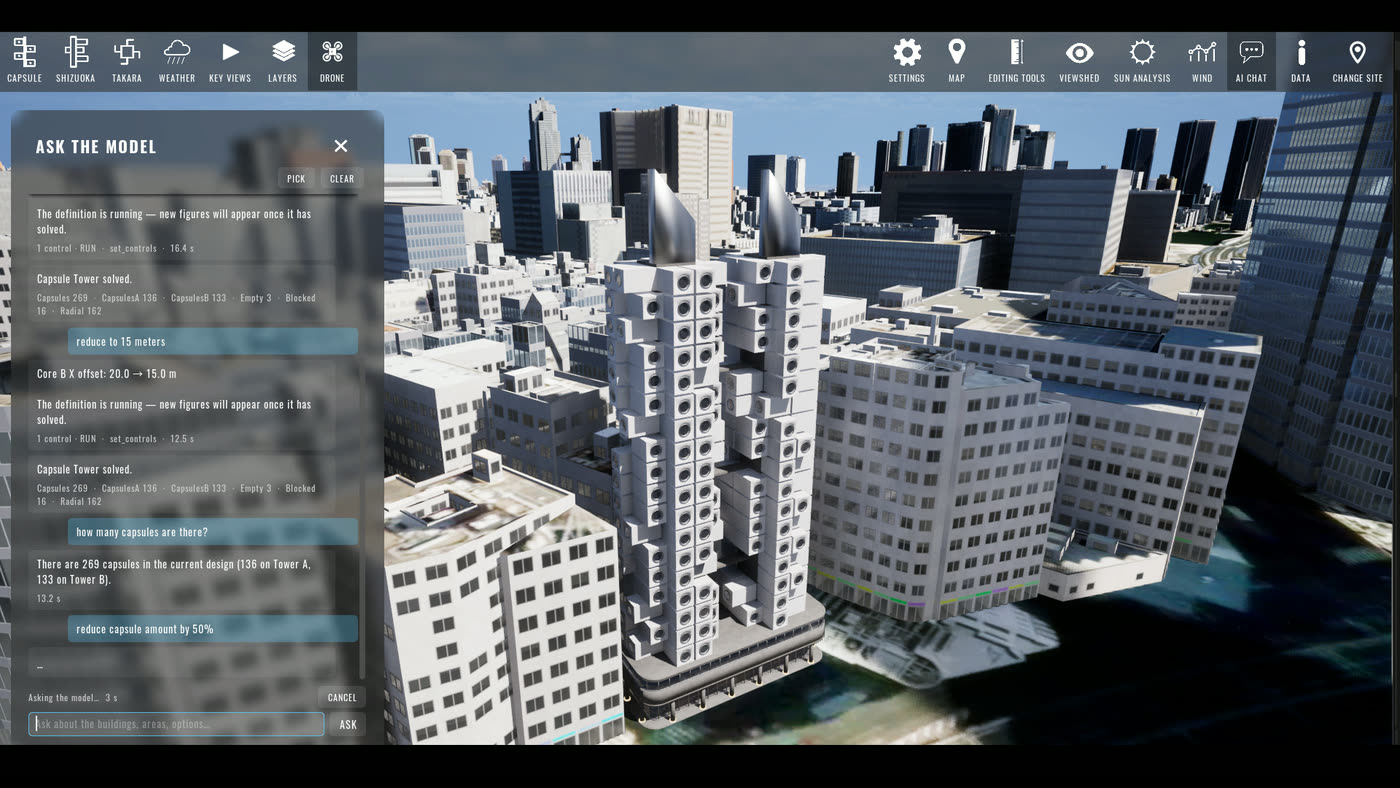 CAPSULE SHIZUOKA TAKARA WEATHER KEY VIEWS LAYERS DRONE SETTINGS MAP EDITING TOOLS VIEWSHED SUN ANALYSIS WIND AI CHAT DATA CHANGE SITE
ASK THE MODEL
PICK CLEAR
The definition is running — new figures will appear once it has
solved.
1 control · RUN · set_controls · 16.4 s
Capsule Tower solved.
Capsules 269 · CapsulesA 136 · CapsulesB 133 · Empty 3 · Blocked
16 · Radial 162
reduce to 15 meters
Core B X offset: 20.0 → 15.0 m
The definition is running — new figures will appear once it has
solved.
1 control · RUN · set_controls · 12.5 s
Capsule Tower solved.
Capsules 269 · CapsulesA 136 · CapsulesB 133 · Empty 3 · Blocked
16 · Radial 162
how many capsules are there?
There are 269 capsules in the current design (136 on Tower A,
133 on Tower B).
13.2 s
reduce capsule amount by 50%
…
Asking the model… 3 s CANCEL
Ask about the buildings, areas, options… ASK